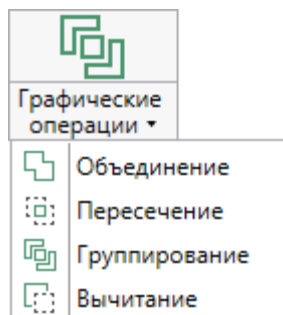 Графические
операции
Объединение
Пересечение
Группирование
Вычитание